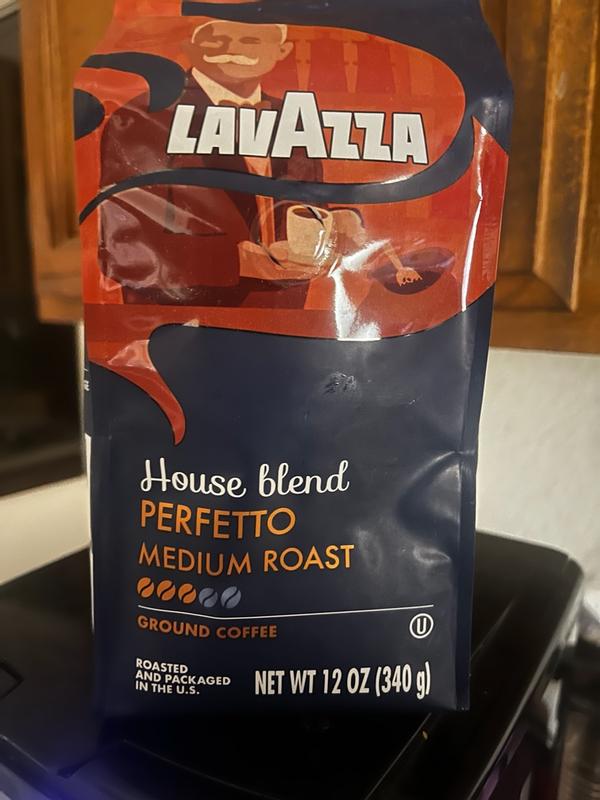 LAVAZZA
House blend
PERFETTO
MEDIUM ROAST
GROUND COFFEE
U
ROASTED
AND PACKAGED
IN THE U.S.
NET WT 12 OZ (340 g)